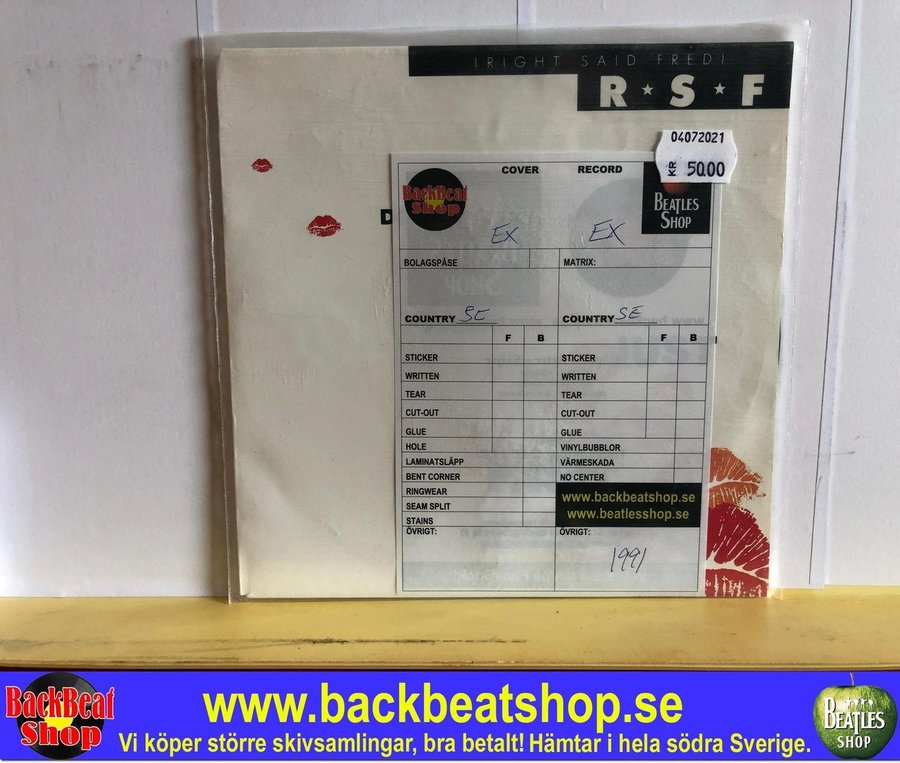 (RIGHT SAID FRED)
R ★ S ★ F
04072021
KR 50.00
D
COVER RECORD
BackBeat Shop
BEATLES SHOP
EX EX
BOLAGSPÅSE MATRIX:
COUNTRY SE COUNTRY SE
F B F B
STICKER STICKER
WRITTEN WRITTEN
TEAR TEAR
CUT-OUT CUT-OUT
GLUE GLUE
HOLE VINYLBUBBLOR
LAMINATSLÄPP VÄRMESKADA
BENT CORNER NO CENTER
RINGWEAR
www.backbeatshop.se
SEAM SPLIT
www.beatlesshop.se
STAINS
ÖVRIGT: ÖVRIGT:
1991
BackBeat Shop
www.backbeatshop.se
Vi köper större skivsamlingar, bra betalt! Hämtar i hela södra Sverige.
BEATLES SHOP